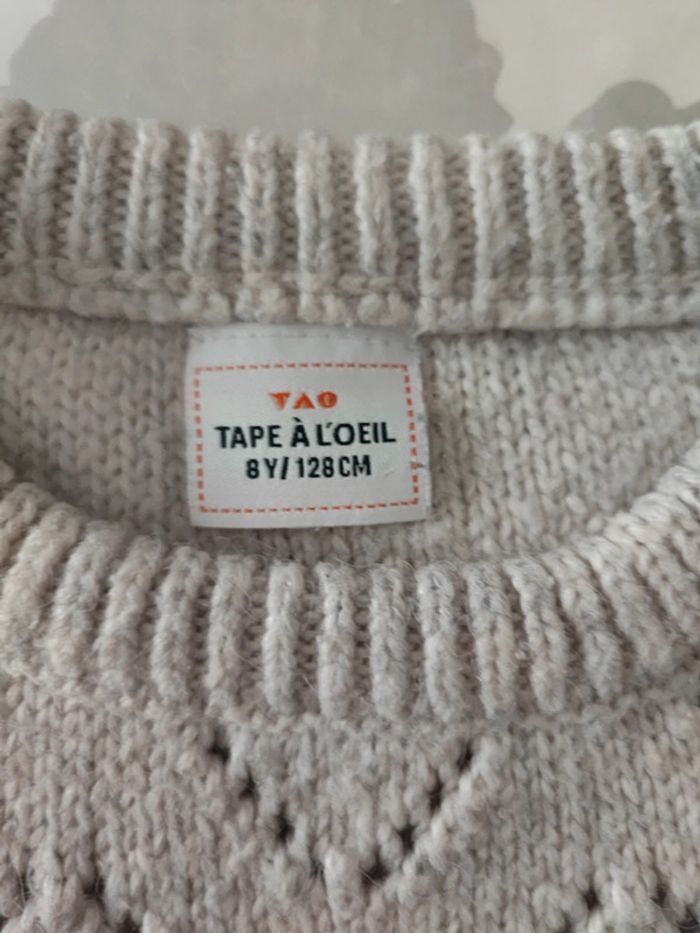 TAO
TAPE À L'OEIL
8Y/128CM